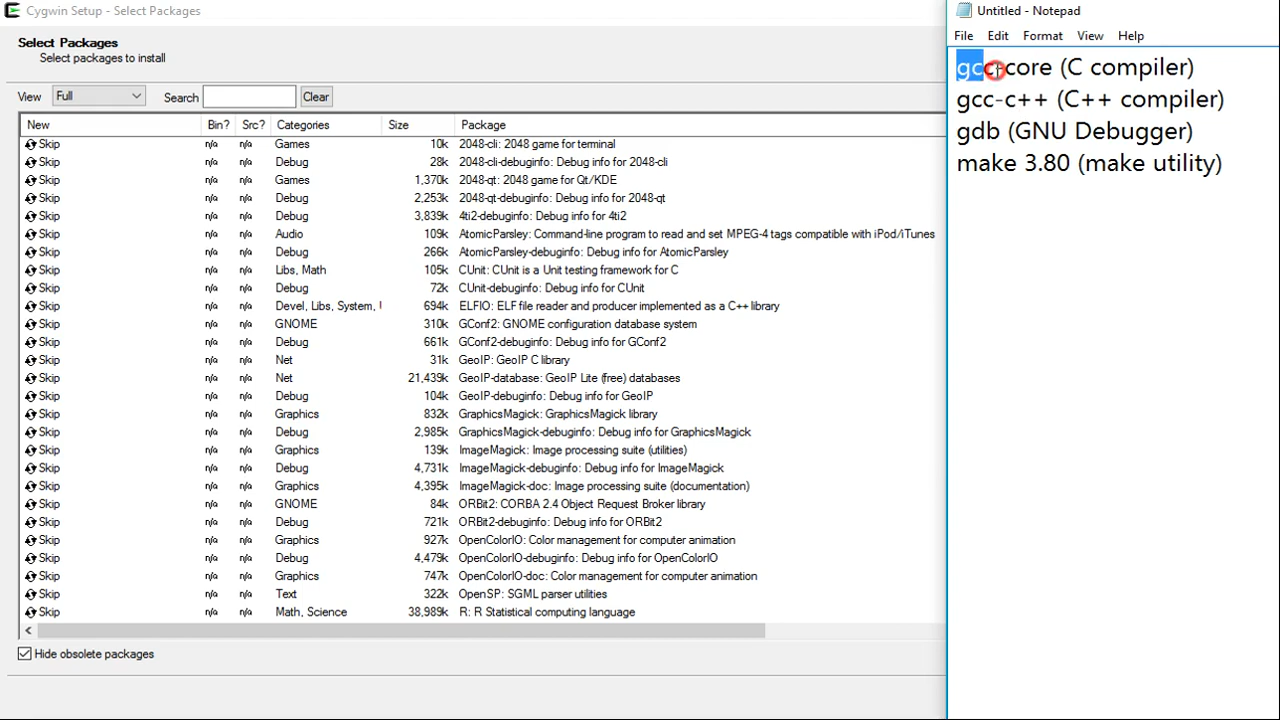 Cygwin Setup - Select Packages
Select Packages
Select packages to install
View Full Search Clear
New Bin? Src? Categories Size Package
Skip n/a n/a Games 10k 2048-cli: 2048 game for terminal
Skip n/a n/a Debug 28k 2048-cli-debuginfo: Debug info for 2048-cli
Skip n/a n/a Games 1,370k 2048-qt: 2048 game for Qt/KDE
Skip n/a n/a Debug 2,253k 2048-qt-debuginfo: Debug info for 2048-qt
Skip n/a n/a Debug 3,839k 4ti2-debuginfo: Debug info for 4ti2
Skip n/a n/a Audio 109k AtomicParsley: Command-line program to read and set MPEG-4 tags compatible with iPod/iTunes
Skip n/a n/a Debug 266k AtomicParsley-debuginfo: Debug info for AtomicParsley
Skip n/a n/a Libs, Math 105k CUnit: CUnit is a Unit testing framework for C
Skip n/a n/a Debug 72k CUnit-debuginfo: Debug info for CUnit
Skip n/a n/a Devel, Libs, System, 694k ELFIO: ELF file reader and producer implemented as a C++ library
Skip n/a n/a GNOME 310k GConf2: GNOME configuration database system
Skip n/a n/a Debug 661k GConf2-debuginfo: Debug info for GConf2
Skip n/a n/a Net 31k GeoIP: GeoIP C library
Skip n/a n/a Net 21,439k GeoIP-database: GeoIP Lite (free) databases
Skip n/a n/a Debug 104k GeoIP-debuginfo: Debug info for GeoIP
Skip n/a n/a Graphics 832k GraphicsMagick: GraphicsMagick library
Skip n/a n/a Debug 2,985k GraphicsMagick-debuginfo: Debug info for GraphicsMagick
Skip n/a n/a Graphics 139k ImageMagick: Image processing suite (utilities)
Skip n/a n/a Debug 4,731k ImageMagick-debuginfo: Debug info for ImageMagick
Skip n/a n/a Graphics 4,395k ImageMagick-doc: Image processing suite (documentation)
Skip n/a n/a GNOME 84k ORBit2: CORBA 2.4 Object Request Broker library
Skip n/a n/a Debug 721k ORBit2-debuginfo: Debug info for ORBit2
Skip n/a n/a Graphics 927k OpenColorIO: Color management for computer animation
Skip n/a n/a Debug 4,479k OpenColorIO-debuginfo: Debug info for OpenColorIO
Skip n/a n/a Graphics 747k OpenColorIO-doc: Color management for computer animation
Skip n/a n/a Text 322k OpenSP: SGML parser utilities
Skip n/a n/a Math, Science 38,989k R: R Statistical computing language
Hide obsolete packages
Untitled - Notepad
File Edit Format View Help
gcc-core (C compiler)
gcc-c++ (C++ compiler)
gdb (GNU Debugger)
make 3.80 (make utility)